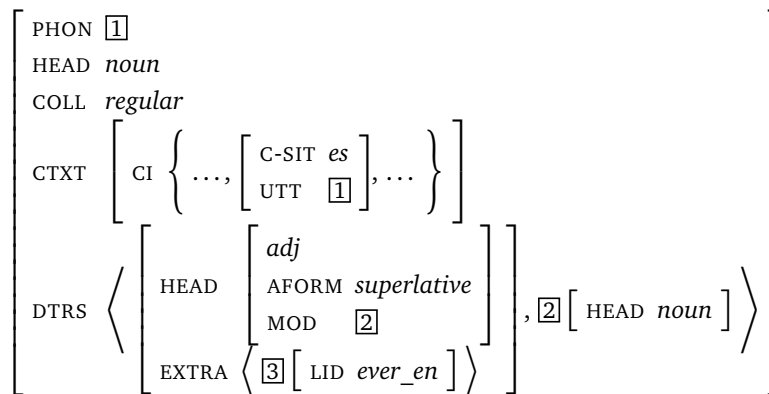 PHON 1
HEAD noun
COLL regular
CTXT [ CI { …, [ C-SIT es
UTT 1 ], … } ]
DTRS ⟨ [ HEAD [ adj
AFORM superlative
MOD 2 ]
EXTRA ⟨ 3 [ LID ever_en ] ⟩ ], 2 [ HEAD noun ] ⟩